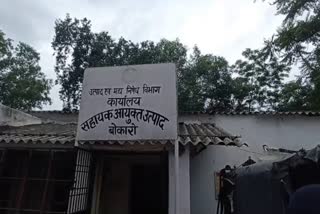 उत्पाद एवं मद्य निषेध विभाग
कार्यालय
सहायक आयुक्त उत्पाद
बोकारो